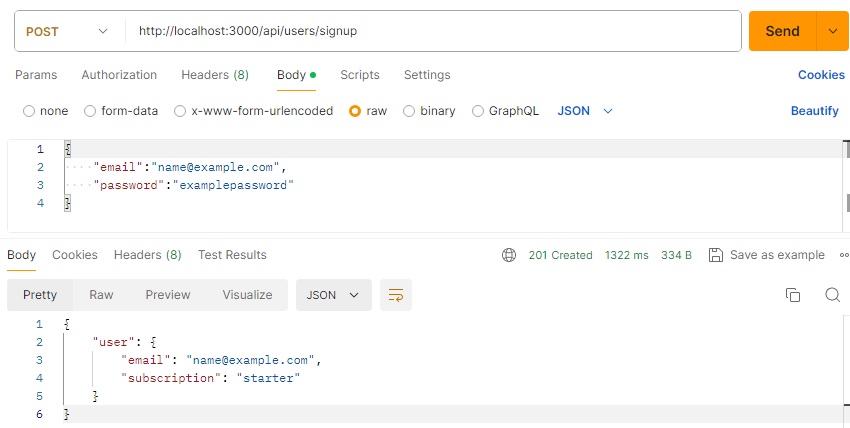 POST http://localhost:3000/api/users/signup Send
Params Authorization Headers (8) Body Scripts Settings Cookies
none form-data x-www-form-urlencoded raw binary GraphQL JSON Beautify
1 {
2 "email":"name@example.com",
3 "password":"examplepassword"
4 }
Body Cookies Headers (8) Test Results 201 Created 1322 ms 334 B Save as example
Pretty Raw Preview Visualize JSON
1 {
2 "user": {
3 "email": "name@example.com",
4 "subscription": "starter"
5 }
6 }